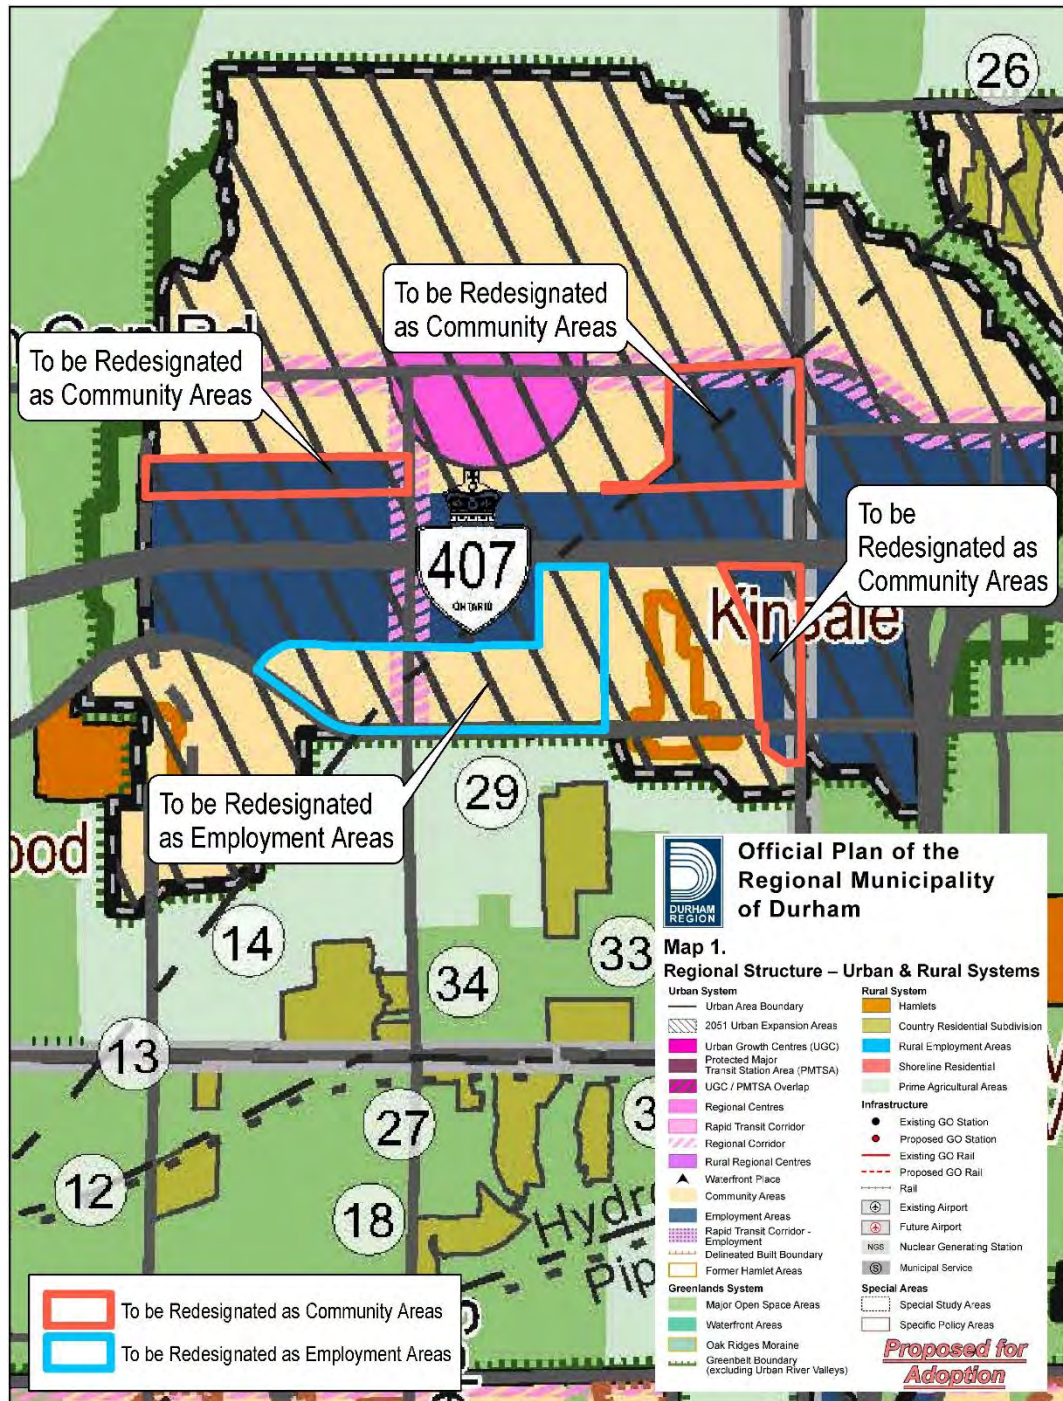 26
To be Redesignated
as Community Areas
To be Redesignated
as Community Areas
407
ONTARIO
To be
Redesignated as
Community Areas
Kinsale
To be Redesignated
as Employment Areas
29
14
34
33
13
27
12
18
Hydro
Pip
Official Plan of the
Regional Municipality
of Durham
DURHAM
REGION
Map 1.
Regional Structure – Urban & Rural Systems
Urban System
Urban Area Boundary
2051 Urban Expansion Areas
Urban Growth Centres (UGC)
Protected Major
Transit Station Area (PMTSA)
UGC / PMTSA Overlap
Regional Centres
Rapid Transit Corridor
Regional Corridor
Rural Regional Centres
Waterfront Place
Community Areas
Employment Areas
Rapid Transit Corridor -
Employment
Delineated Built Boundary
Former Hamlet Areas
Greenlands System
Major Open Space Areas
Waterfront Areas
Oak Ridges Moraine
Greenbelt Boundary
(excluding Urban River Valleys)
Rural System
Hamlets
Country Residential Subdivision
Rural Employment Areas
Shoreline Residential
Prime Agricultural Areas
Infrastructure
Existing GO Station
Proposed GO Station
Existing GO Rail
Proposed GO Rail
Rail
Existing Airport
Future Airport
NGS Nuclear Generating Station
S Municipal Service
Special Areas
Special Study Areas
Specific Policy Areas
Proposed for
Adoption
To be Redesignated as Community Areas
To be Redesignated as Employment Areas